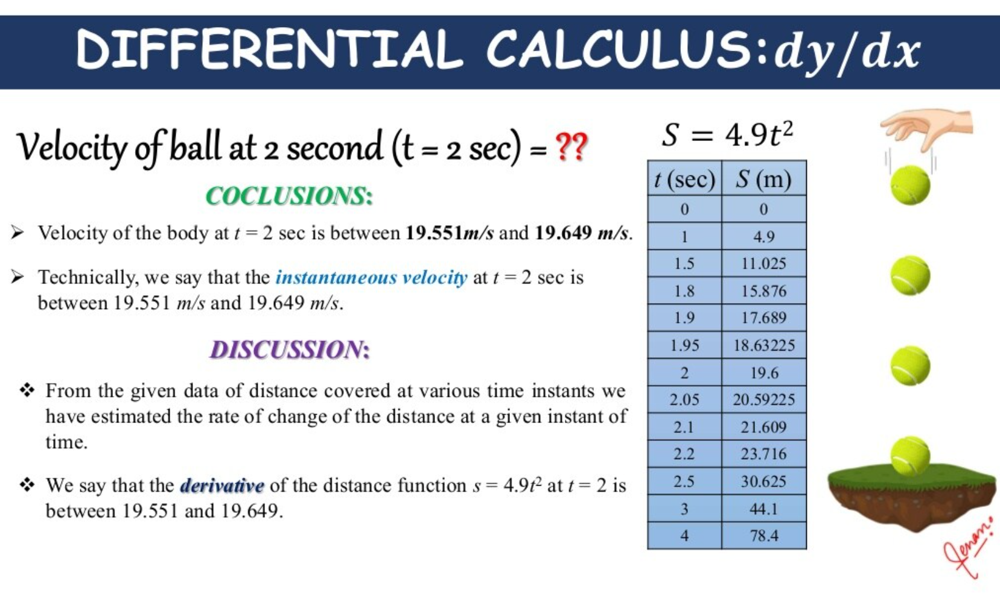 DIFFERENTIAL CALCULUS:dy/dx
Velocity of ball at 2 second (t = 2 sec) = ??
COCLUSIONS:
➢ Velocity of the body at t = 2 sec is between 19.551m/s and 19.649 m/s.
➢ Technically, we say that the instantaneous velocity at t = 2 sec is
between 19.551 m/s and 19.649 m/s.
DISCUSSION:
❖ From the given data of distance covered at various time instants we
have estimated the rate of change of the distance at a given instant of
time.
❖ We say that the derivative of the distance function s = 4.9t² at t = 2 is
between 19.551 and 19.649.
S = 4.9t²
t (sec) S (m)
0 0
1 4.9
1.5 11.025
1.8 15.876
1.9 17.689
1.95 18.63225
2 19.6
2.05 20.59225
2.1 21.609
2.2 23.716
2.5 30.625
3 44.1
4 78.4